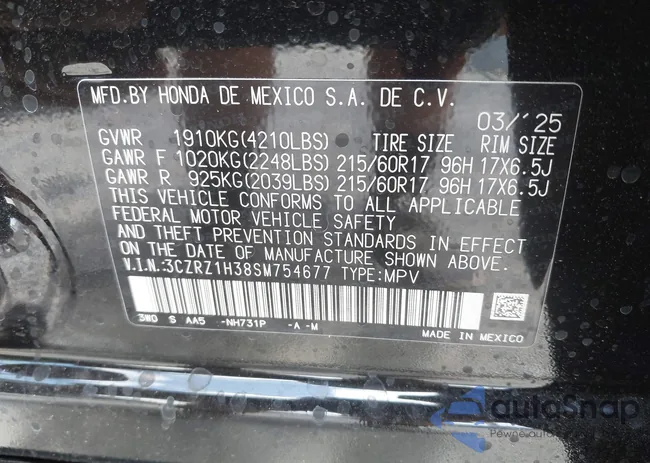 MFD.BY HONDA DE MEXICO S.A. DE C.V.
03/'25
GVWR 1910KG(4210LBS) TIRE SIZE RIM SIZE
GAWR F 1020KG(2248LBS) 215/60R17 96H 17X6.5J
GAWR R 925KG(2039LBS) 215/60R17 96H 17X6.5J
THIS VEHICLE CONFORMS TO ALL APPLICABLE
FEDERAL MOTOR VEHICLE SAFETY
AND THEFT PREVENTION STANDARDS IN EFFECT
ON THE DATE OF MANUFACTURE SHOWN ABOVE.
V.I.N.:3CZRZ1H38SM754677 TYPE:MPV
3W0 S AA5 -NH731P -A-M
MADE IN MEXICO
autoSnap
Pewne auto